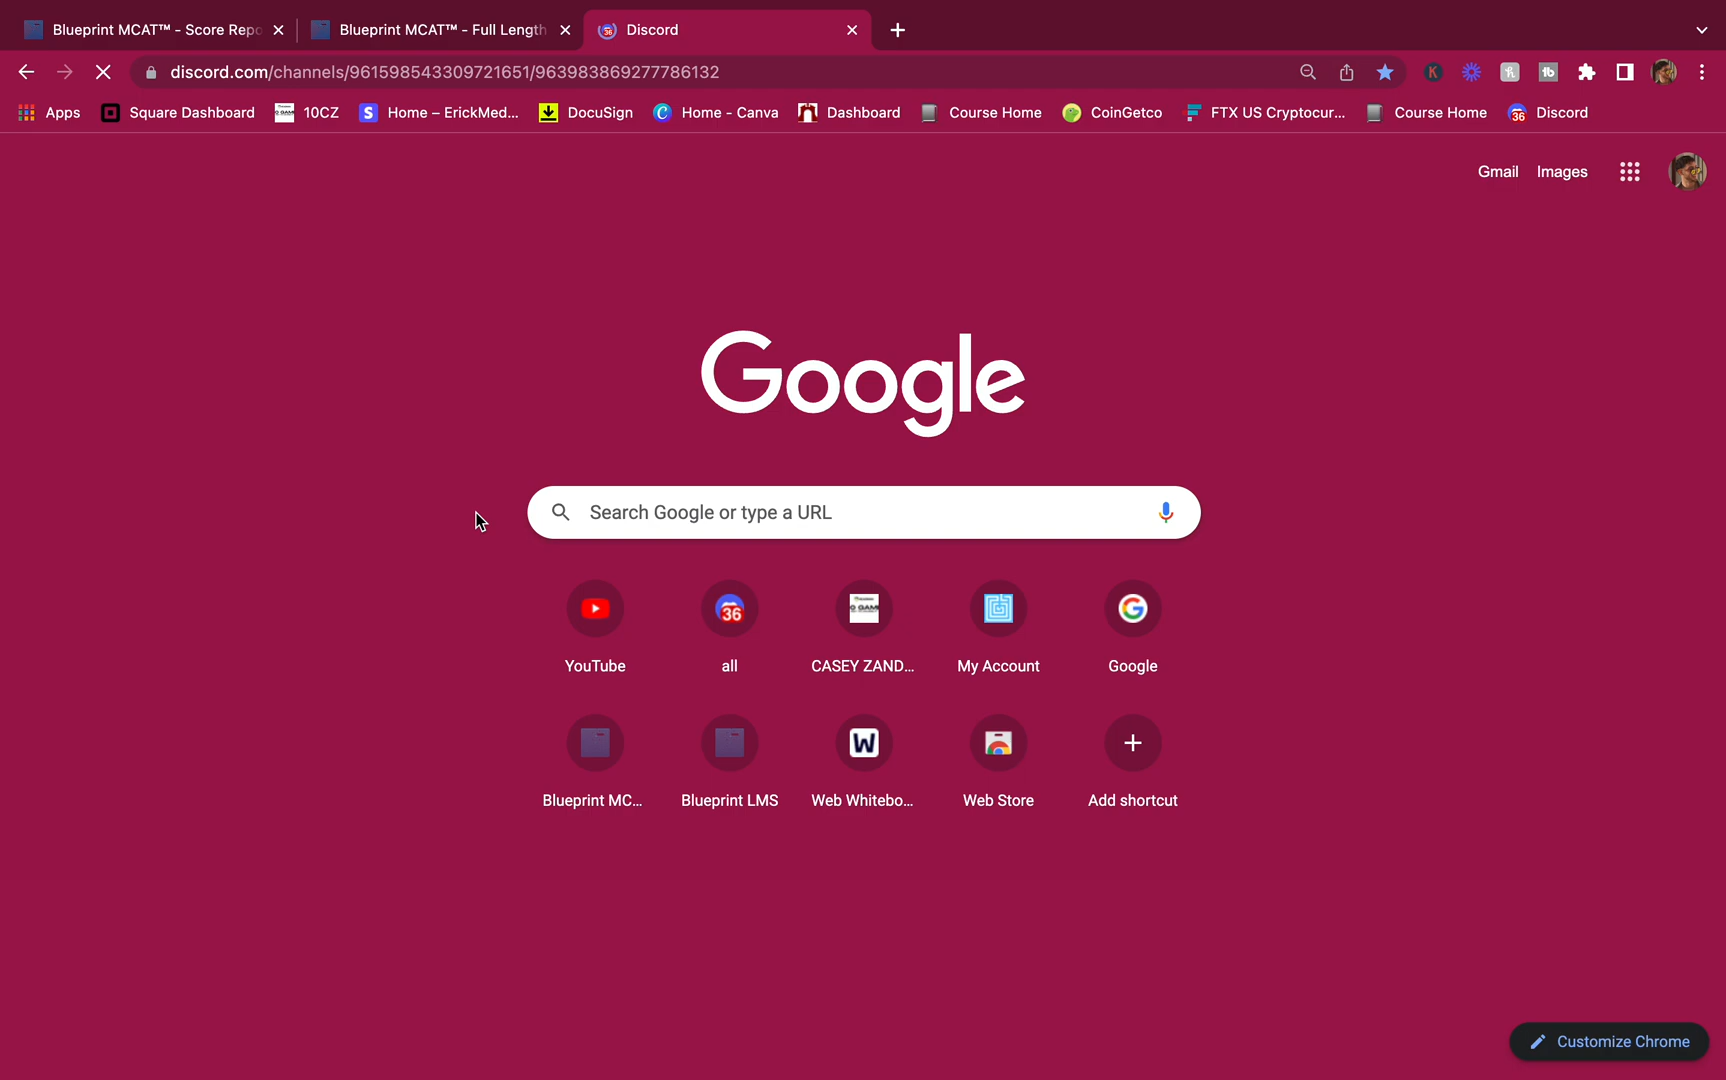 Blueprint MCAT™ - Score Repo
Blueprint MCAT™ - Full Length
Discord
discord.com/channels/961598543309721651/963983869277786132
Apps
Square Dashboard
10CZ
Home – ErickMed...
DocuSign
Home - Canva
Dashboard
Course Home
CoinGetco
FTX US Cryptocur...
Course Home
36
Discord
Gmail
Images
Google
Search Google or type a URL
36
YouTube
all
CASEY ZAND...
My Account
Google
W
Blueprint MC...
Blueprint LMS
Web Whitebo...
Web Store
Add shortcut
Customize Chrome